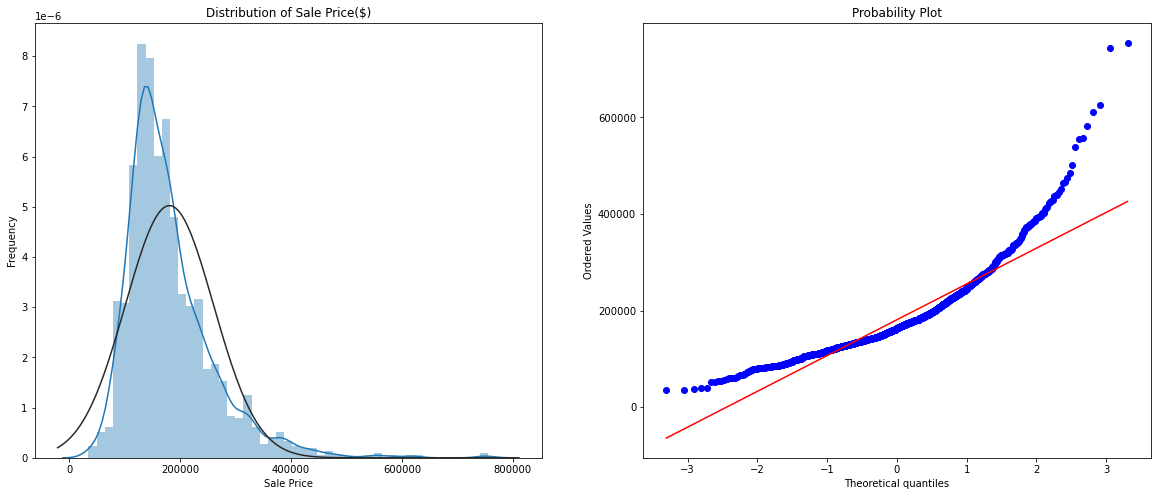 Distribution of Sale Price($)
1e−6
8
7
6
5
4
3
2
1
0
Frequency
0 200000 400000 600000 800000
Sale Price
Probability Plot
600000
400000
200000
0
Ordered Values
−3 −2 −1 0 1 2 3
Theoretical quantiles